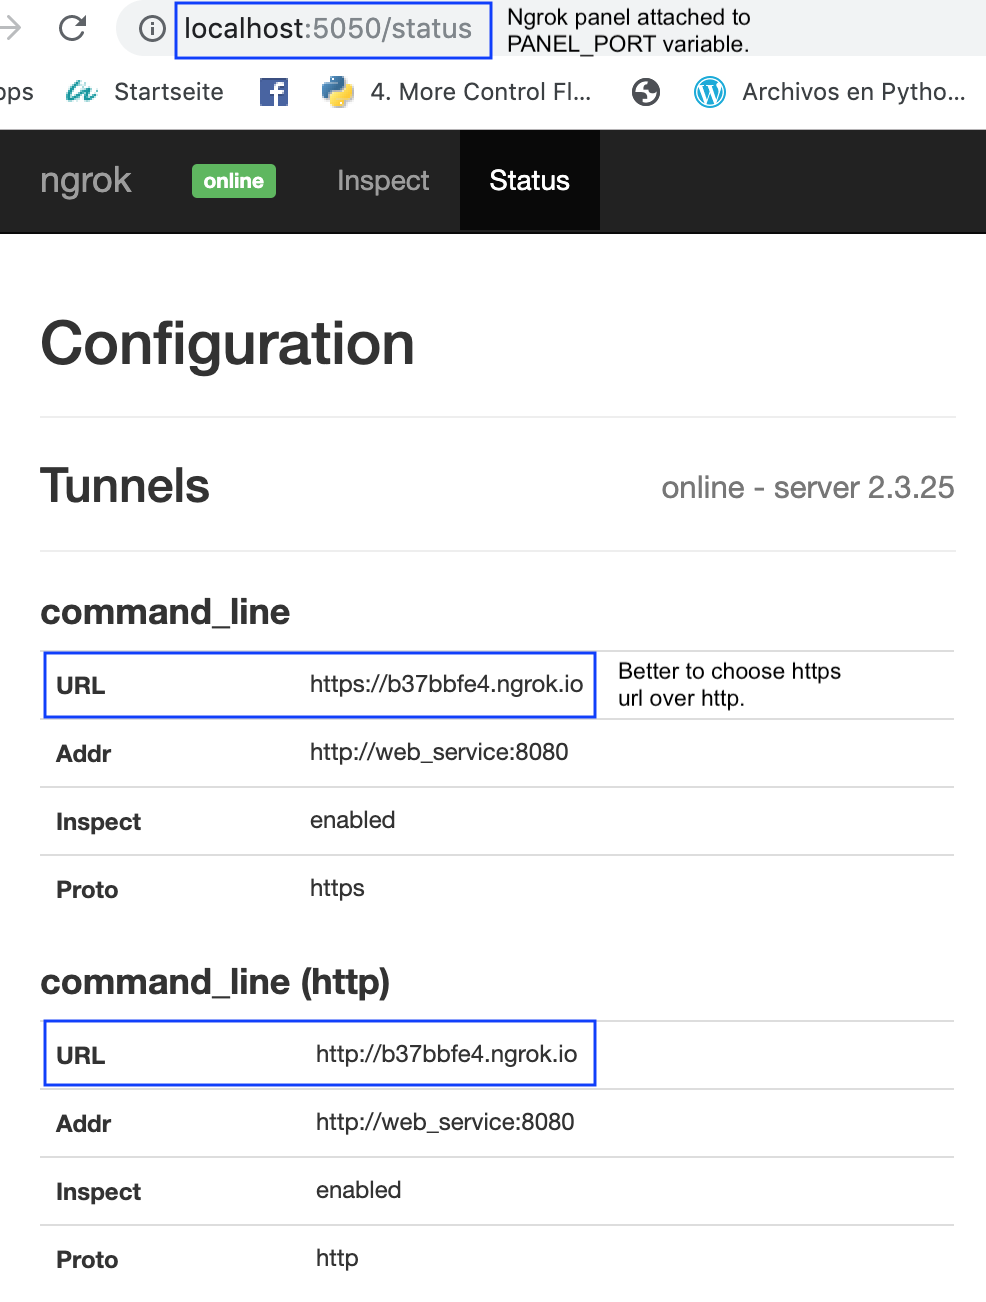 localhost:5050/status
Ngrok panel attached to
PANEL_PORT variable.
ops Startseite 4. More Control Fl... Archivos en Pytho...
ngrok online Inspect Status
Configuration
Tunnels online - server 2.3.25
command_line
URL https://b37bbfe4.ngrok.io
Better to choose https
url over http.
Addr http://web_service:8080
Inspect enabled
Proto https
command_line (http)
URL http://b37bbfe4.ngrok.io
Addr http://web_service:8080
Inspect enabled
Proto http